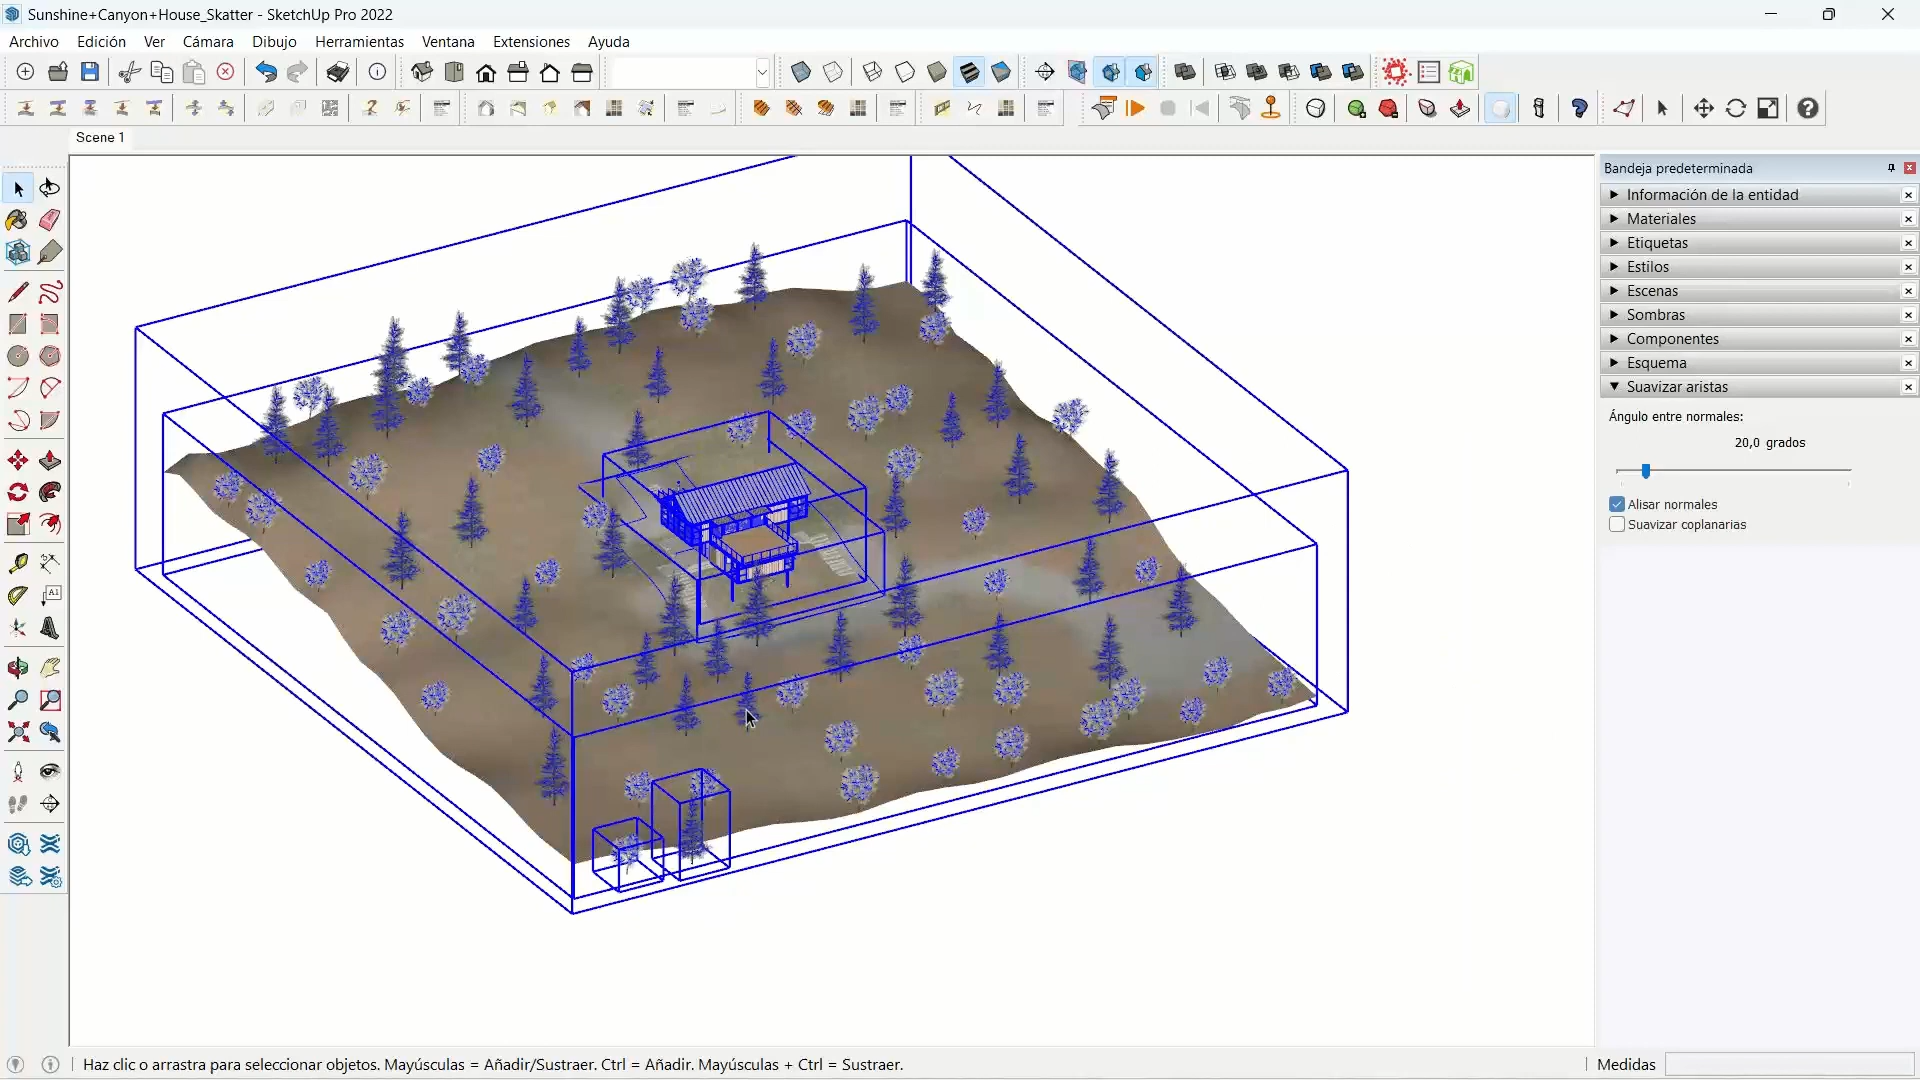 Sunshine+Canyon+House_Skatter - SketchUp Pro 2022
Archivo Edición Ver Cámara Dibujo Herramientas Ventana Extensiones Ayuda
Scene 1
Bandeja predeterminada
Información de la entidad
Materiales
Etiquetas
Estilos
Escenas
Sombras
Componentes
Esquema
Suavizar aristas
Ángulo entre normales:
20,0 grados
Alisar normales
Suavizar coplanarias
Haz clic o arrastra para seleccionar objetos. Mayúsculas = Añadir/Sustraer. Ctrl = Añadir. Mayúsculas + Ctrl = Sustraer.
Medidas